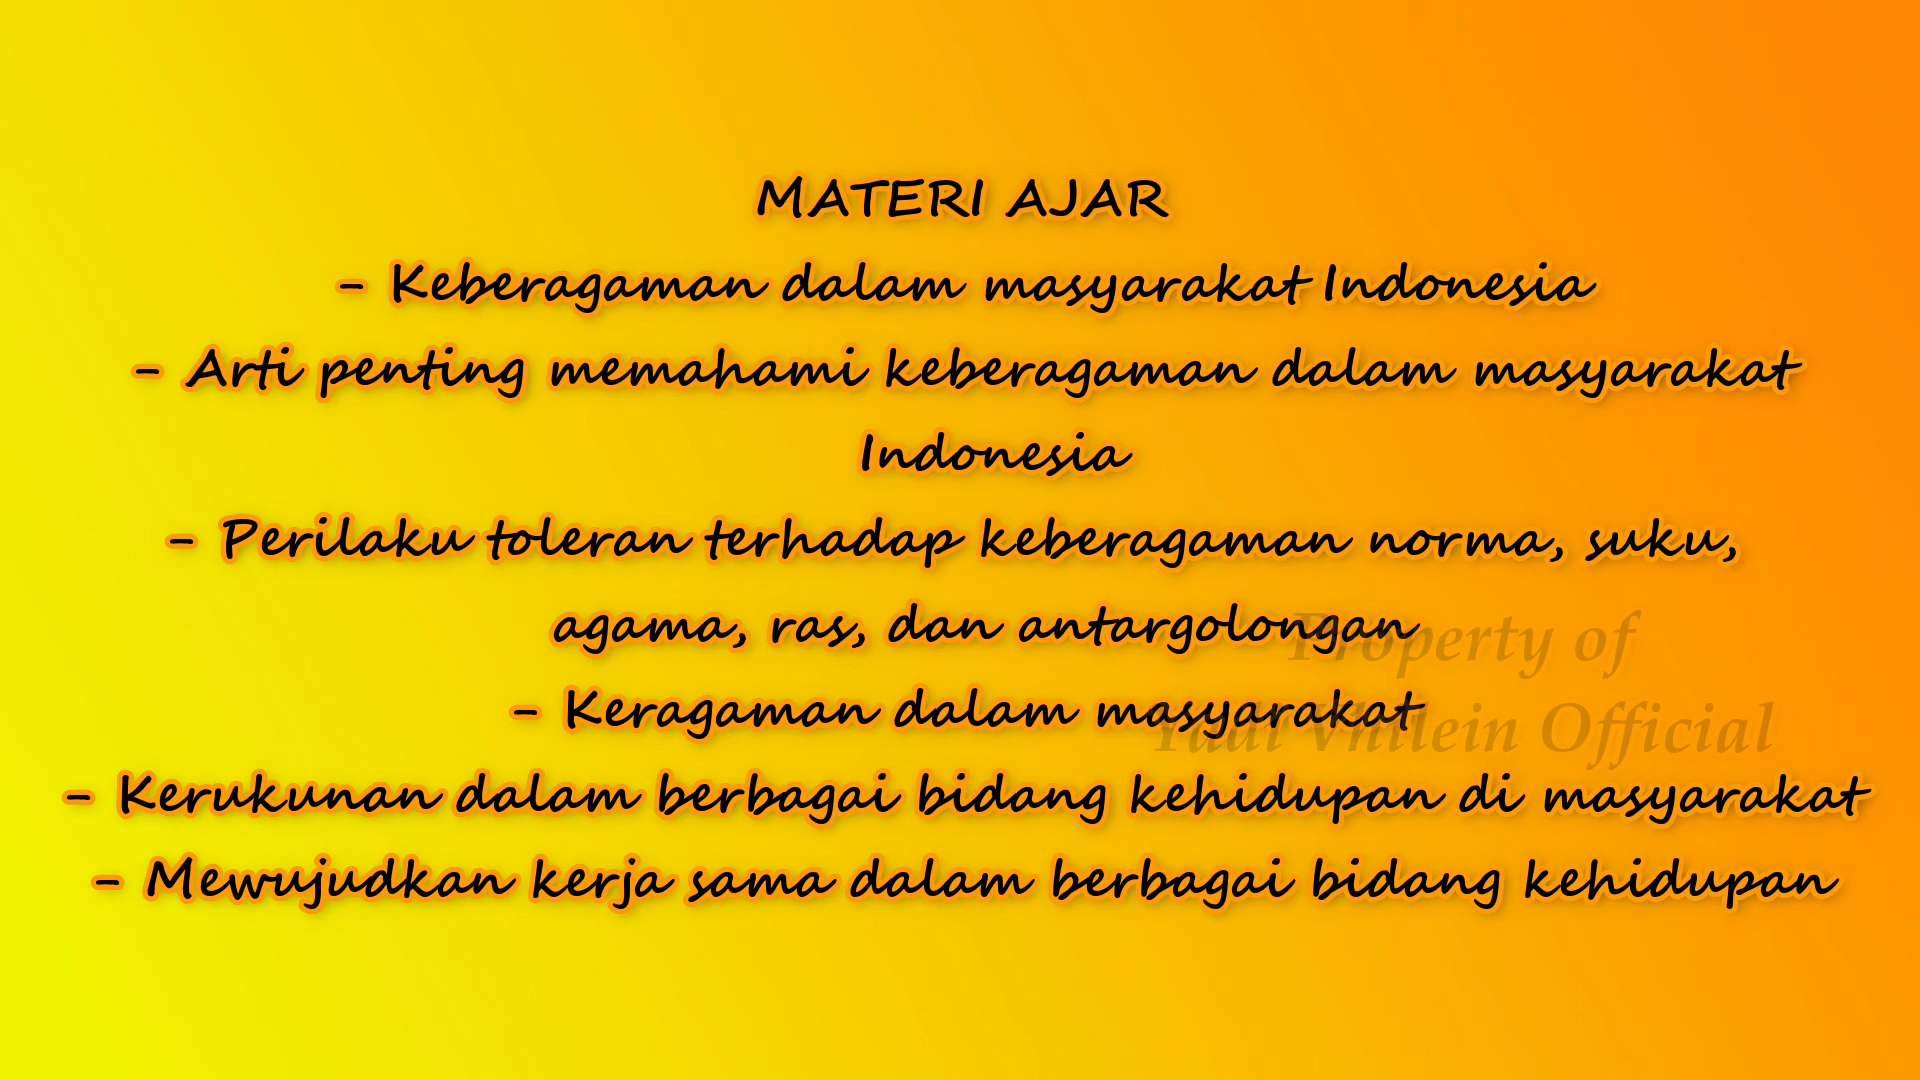 MATERI AJAR
- Keberagaman dalam masyarakat Indonesia
- Arti penting memahami keberagaman dalam masyarakat
Indonesia
- Perilaku toleran terhadap keberagaman norma, suku,
agama, ras, dan antargolongan
Property of
- Keragaman dalam masyarakat
Yadi Vhilein Official
- Kerukunan dalam berbagai bidang kehidupan di masyarakat
- Mewujudkan kerja sama dalam berbagai bidang kehidupan